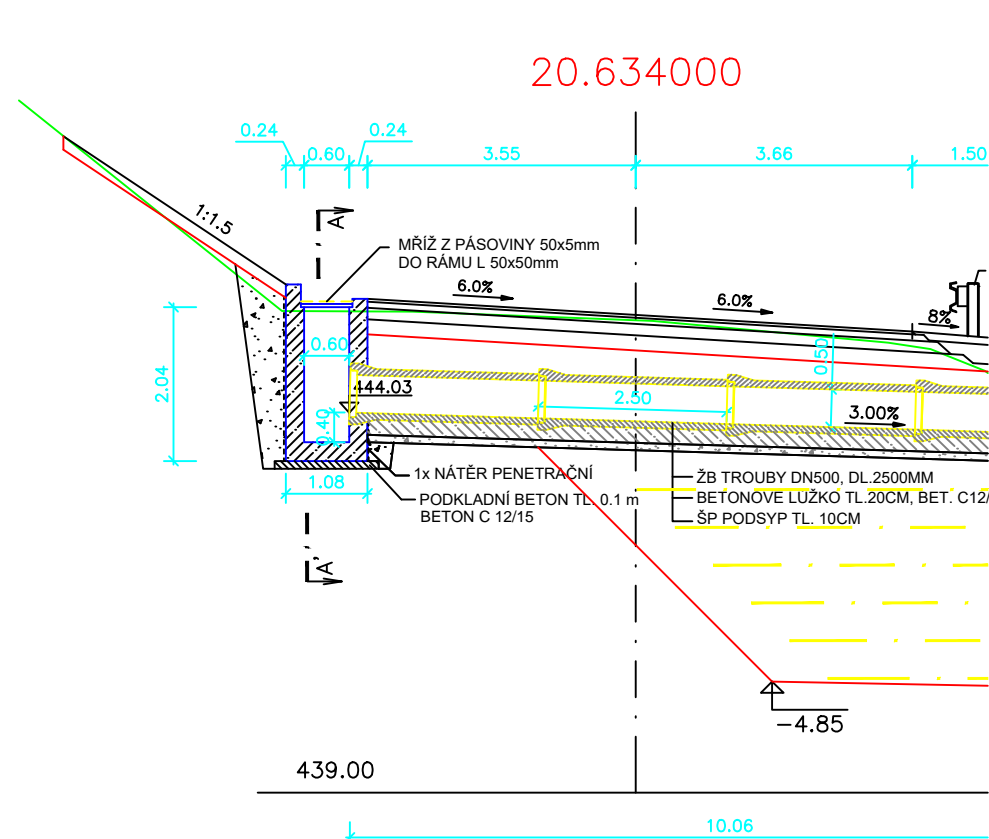 20.634000
0.24
0.24
0.60
3.55
3.66
1.50
1:1.5
A
MŘÍŽ Z PÁSOVINY 50x5mm
DO RÁMU L 50x50mm
6.0%
6.0%
8%
0.60
0.50
2.04
444.03
2.50
0.40
3.00%
1x NÁTĚR PENETRAČNÍ
ŽB TROUBY DN500, DL.2500MM
1.08
PODKLADNÍ BETON TL. 0.1 m
BETONOVE LUŽKO TL.20CM, BET. C12/
BETON C 12/15
ŠP PODSYP TL. 10CM
A'
-4.85
439.00
10.06